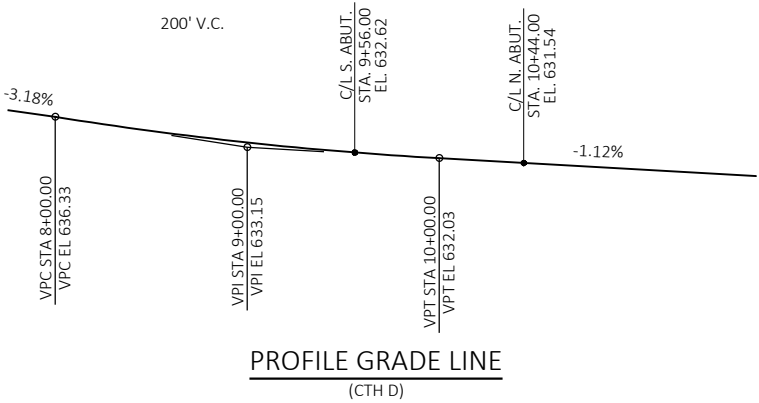 200' V.C.
C/L S. ABUT.
STA. 9+56.00
EL. 632.62
C/L N. ABUT.
STA. 10+44.00
EL. 631.54
-3.18%
-1.12%
VPC STA 8+00.00
VPC EL 636.33
VPI STA 9+00.00
VPI EL 633.15
VPT STA 10+00.00
VPT EL 632.03
PROFILE GRADE LINE
(CTH D)